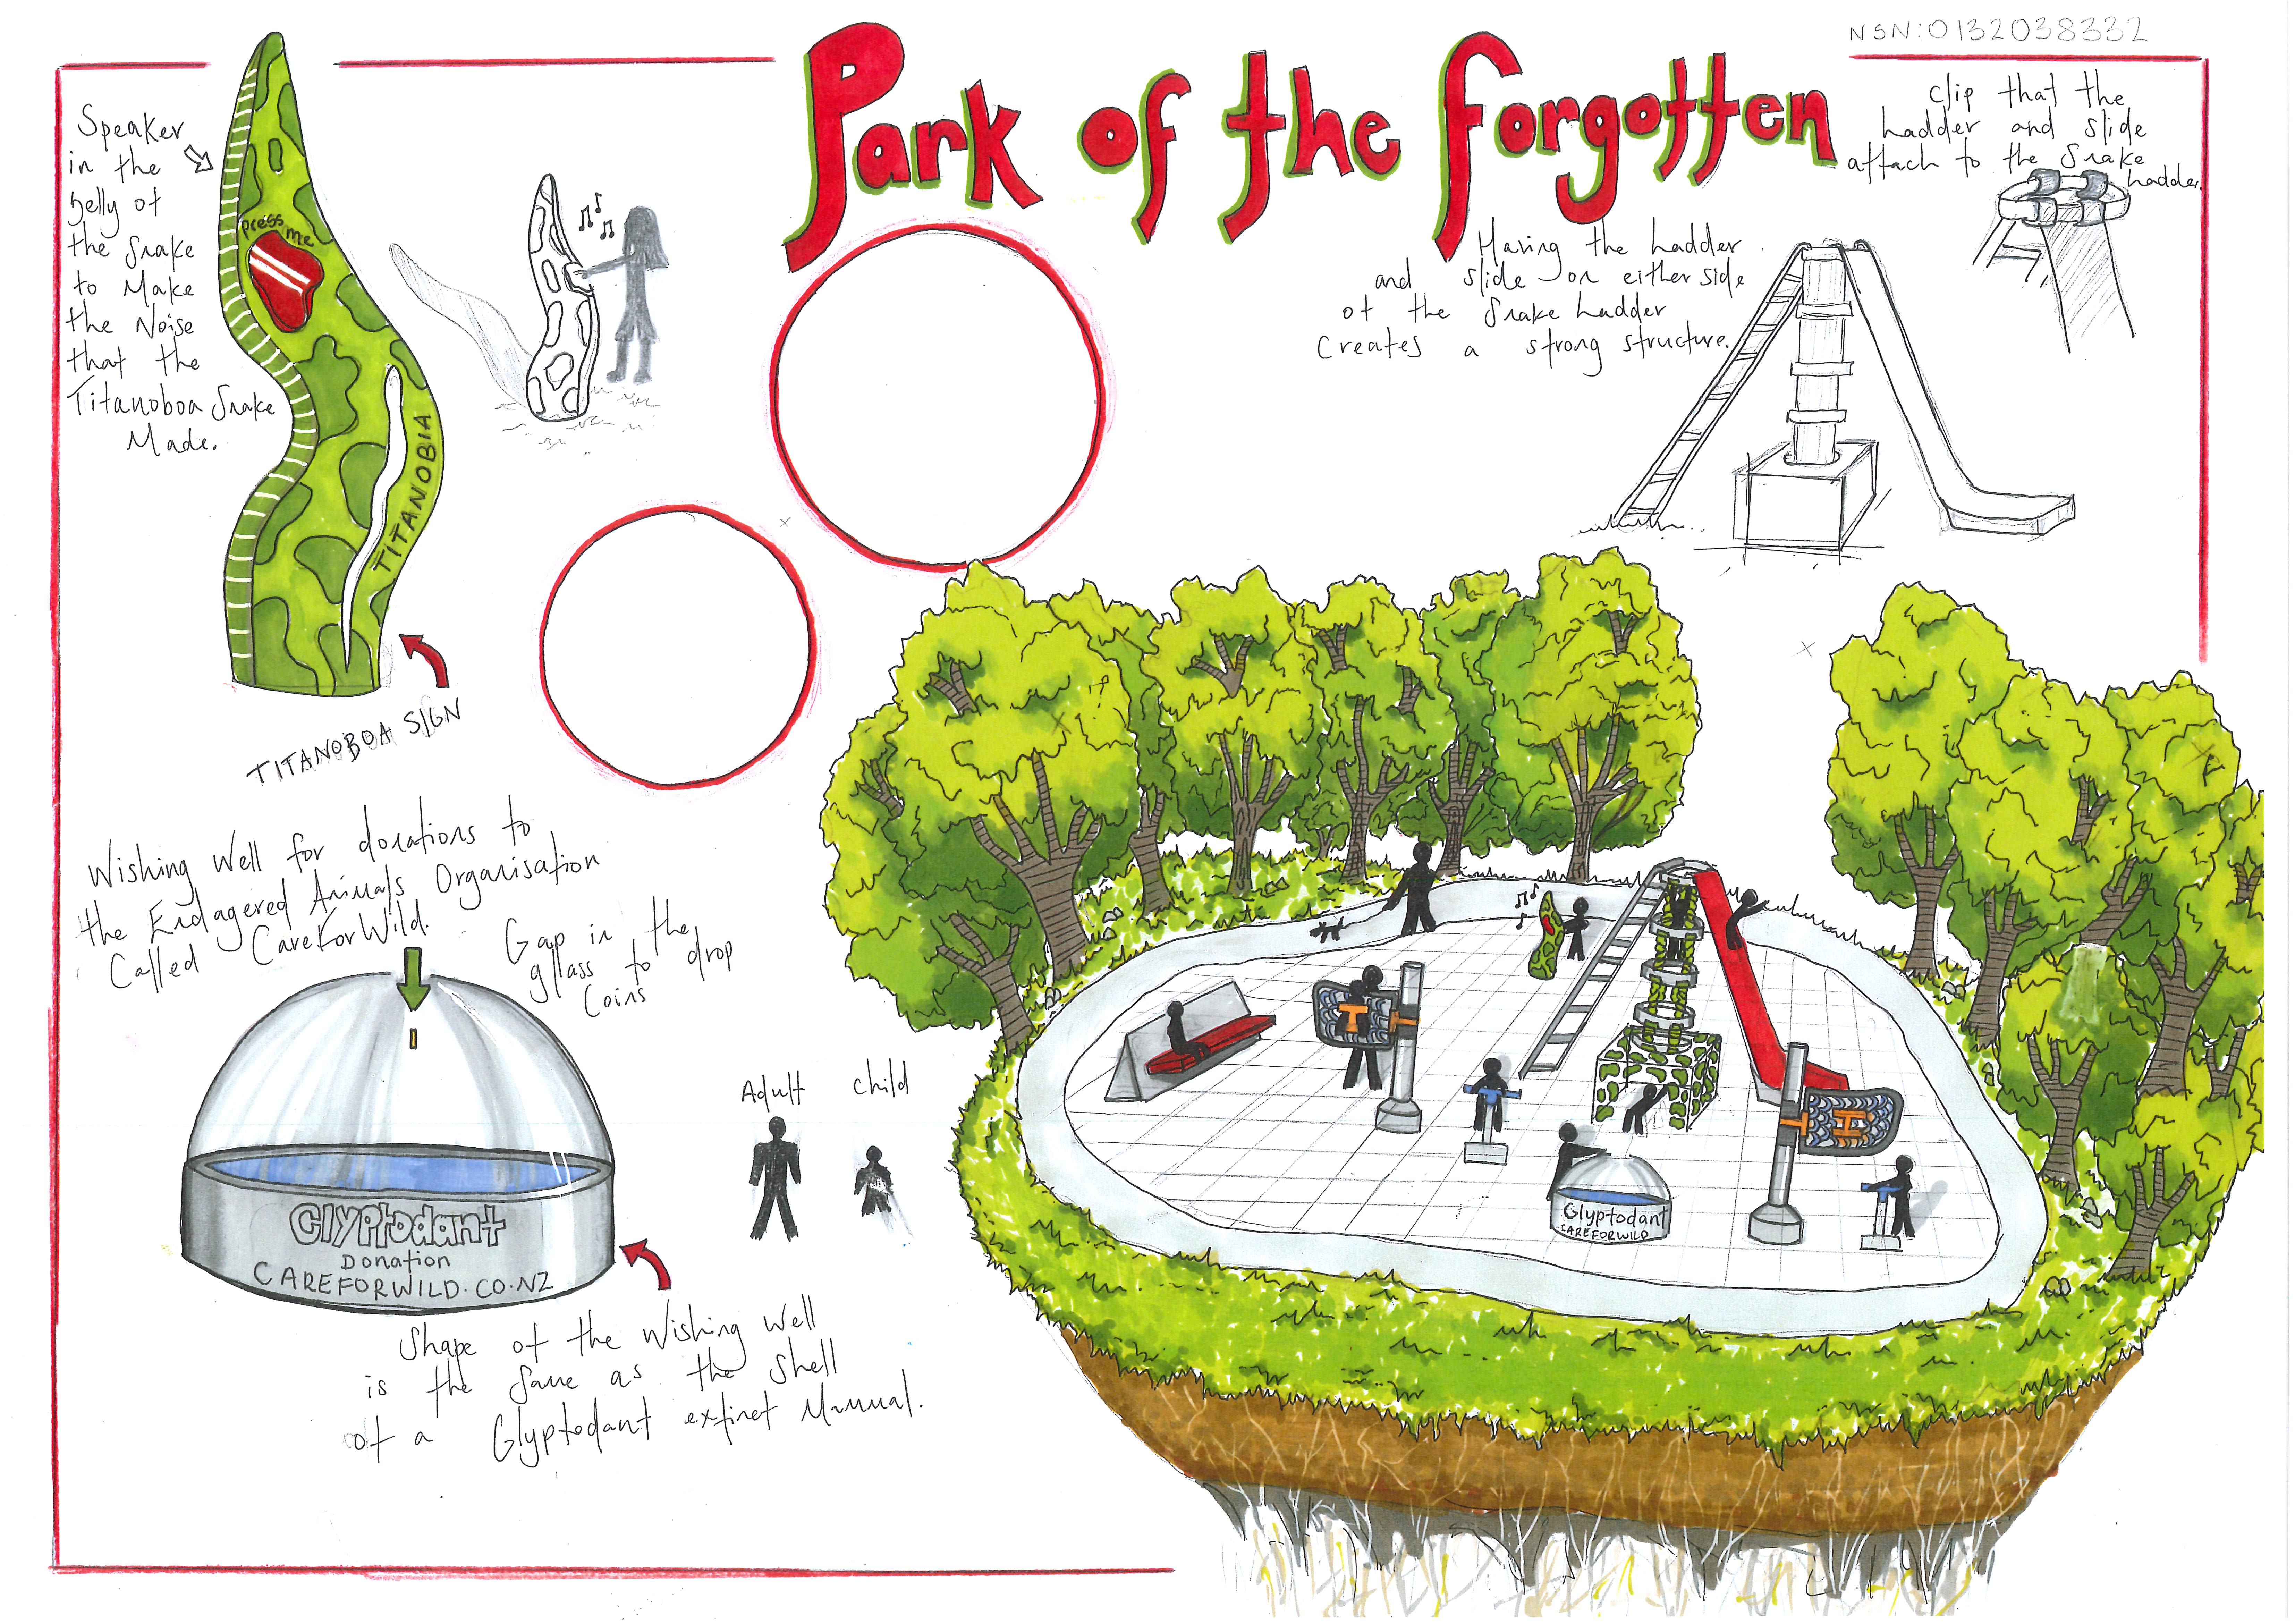 NSN:0132038332
Park of the Forgotten
Speaker
in the
belly of
the Snake
to Make
the Noise
that the
Titanoboa Snake
Made.
press me
TITANOBIA
TITANOBOA SIGN
clip that the
ladder and slide
attach to the Snake
ladder.
Having the ladder
and slide on either side
of the Snake ladder
Creates a strong structure.
Wishing Well for donations to
the Endagered Animals Organisation
Called CareForWild.
Gap in the
glass to drop
Coins
Glyptodant
Donation
CAREFORWILD.CO.NZ
Adult
Child
Shape of the Wishing Well
is the Same as the Shell
of a Glyptodant extinct Mammal.
Glyptodant
CAREFORWILD